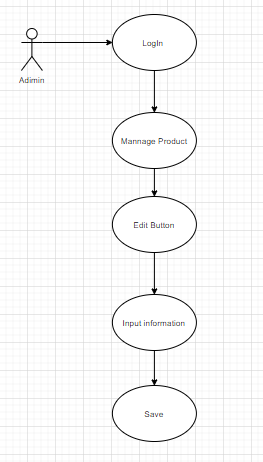 LogIn
Adimin
Mannage Product
Edit Button
Input information
Save